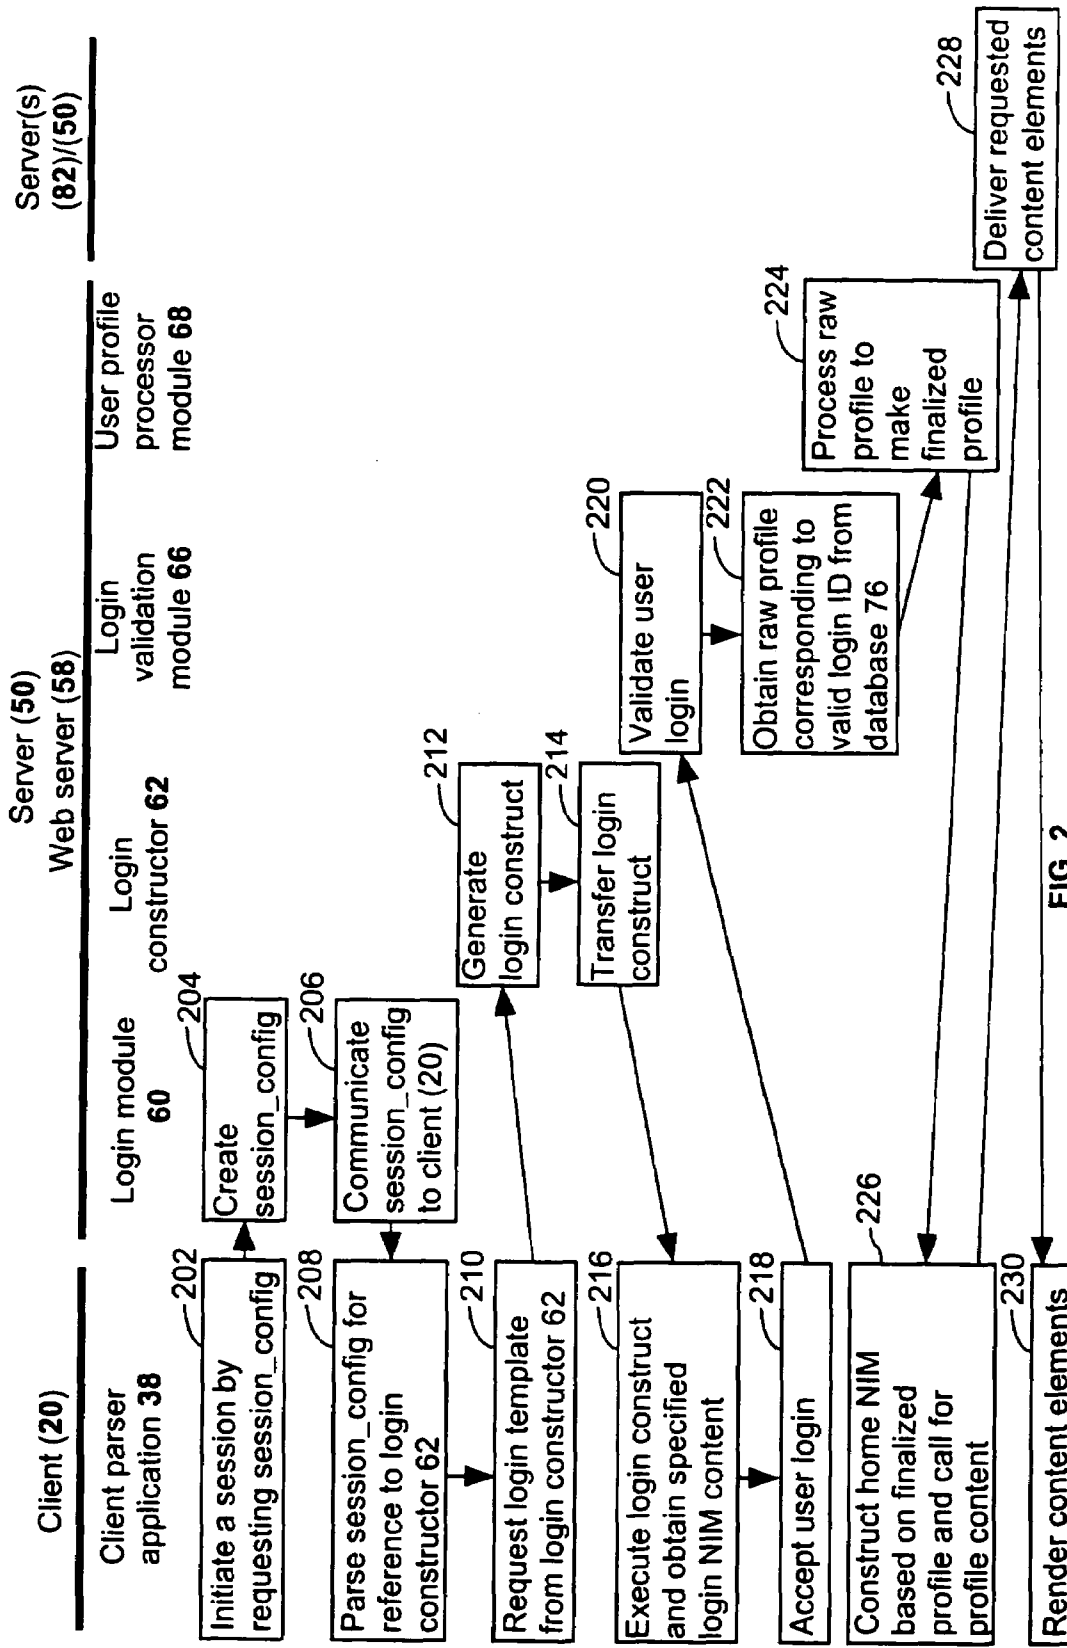 Client (20)
Client parser
application 38
Server (50)
Web server (58)
Login module
60
Login
constructor 62
Login
validation
module 66
User profile
processor
module 68
Server(s)
(82)/(50)
202
Initiate a session by
requesting session_config
204
Create
session_config
206
Communicate
session_config
to client (20)
208
Parse session_config for
reference to login
constructor 62
210
Request login template
from login constructor 62
212
Generate
login construct
214
Transfer login
construct
216
Execute login construct
and obtain specified
login NIM content
218
Accept user login
220
Validate user
login
222
Obtain raw profile
corresponding to
valid login ID from
database 76
224
Process raw
profile to
make
finalized
profile
226
Construct home NIM
based on finalized
profile and call for
profile content
228
Deliver requested
content elements
230
Render content elements
FIG. 2